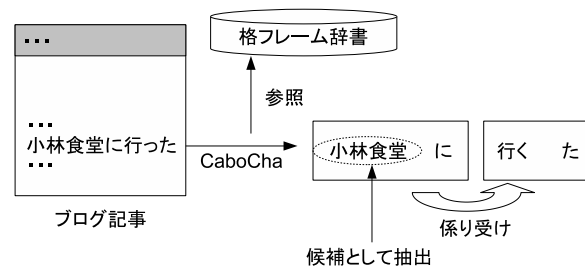 ...
格フレーム辞書
参照
...
小林食堂に行った
...
CaboCha
小林食堂 に
行く た
ブログ記事
係り受け
候補として抽出